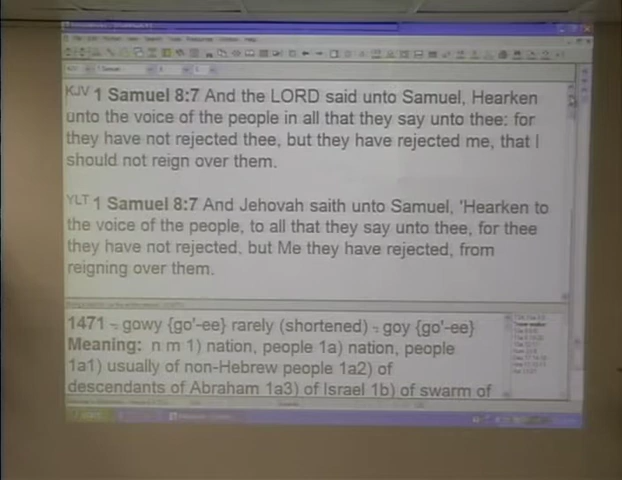 KJV 1 Samuel 8:7 And the LORD said unto Samuel, Hearken
unto the voice of the people in all that they say unto thee: for
they have not rejected thee, but they have rejected me, that I
should not reign over them.
YLT 1 Samuel 8:7 And Jehovah saith unto Samuel, 'Hearken to
the voice of the people, to all that they say unto thee, for thee
they have not rejected, but Me they have rejected, from
reigning over them.
1471 - gowy {go'-ee} rarely (shortened) - goy {go'-ee}
Meaning: n m 1) nation, people 1a) nation, people
1a1) usually of non-Hebrew people 1a2) of
descendants of Abraham 1a3) of Israel 1b) of swarm of